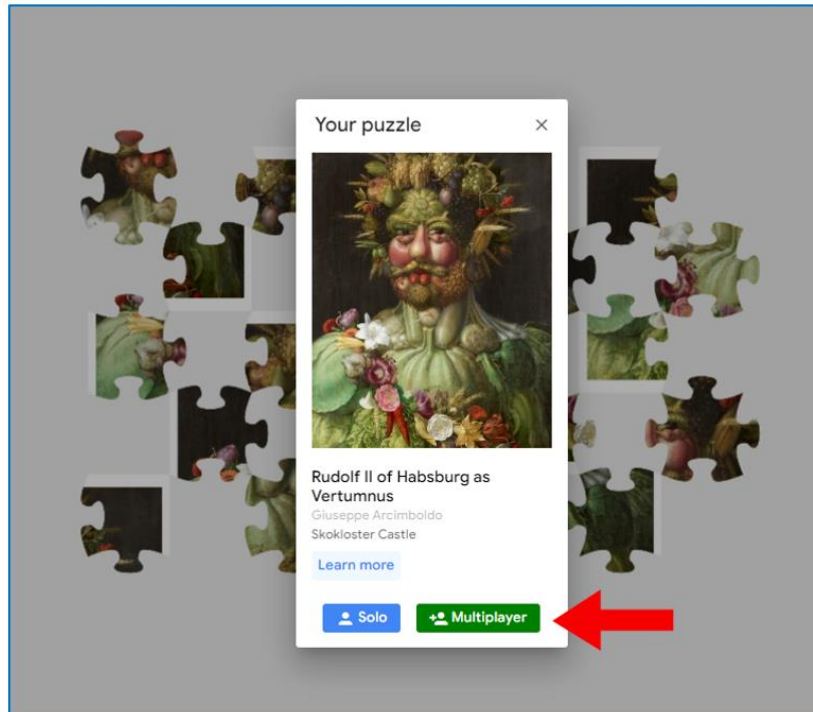 Your puzzle
Rudolf II of Habsburg as
Vertumnus
Giuseppe Arcimboldo
Skokloster Castle
Learn more
Solo
Multiplayer